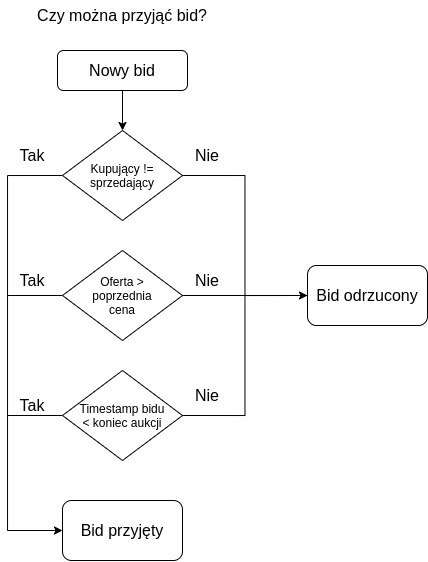 Czy można przyjąć bid?
Nowy bid
Tak
Nie
Kupujący !=
sprzedający
Tak
Nie
Oferta >
poprzednia
cena
Bid odrzucony
Tak
Nie
Timestamp bidu
< koniec aukcji
Bid przyjęty